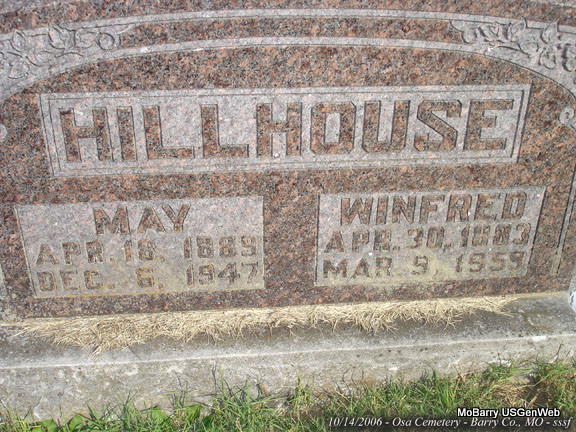 HILLHOUSE
MAY
APR. 16, 1889
DEC. 6, 1947
WINFRED
APR. 30, 1883
MAR 9, 1959
MoBarry USGenWeb
10/14/2006 - Osa Cemetery - Barry Co., MO - sssf